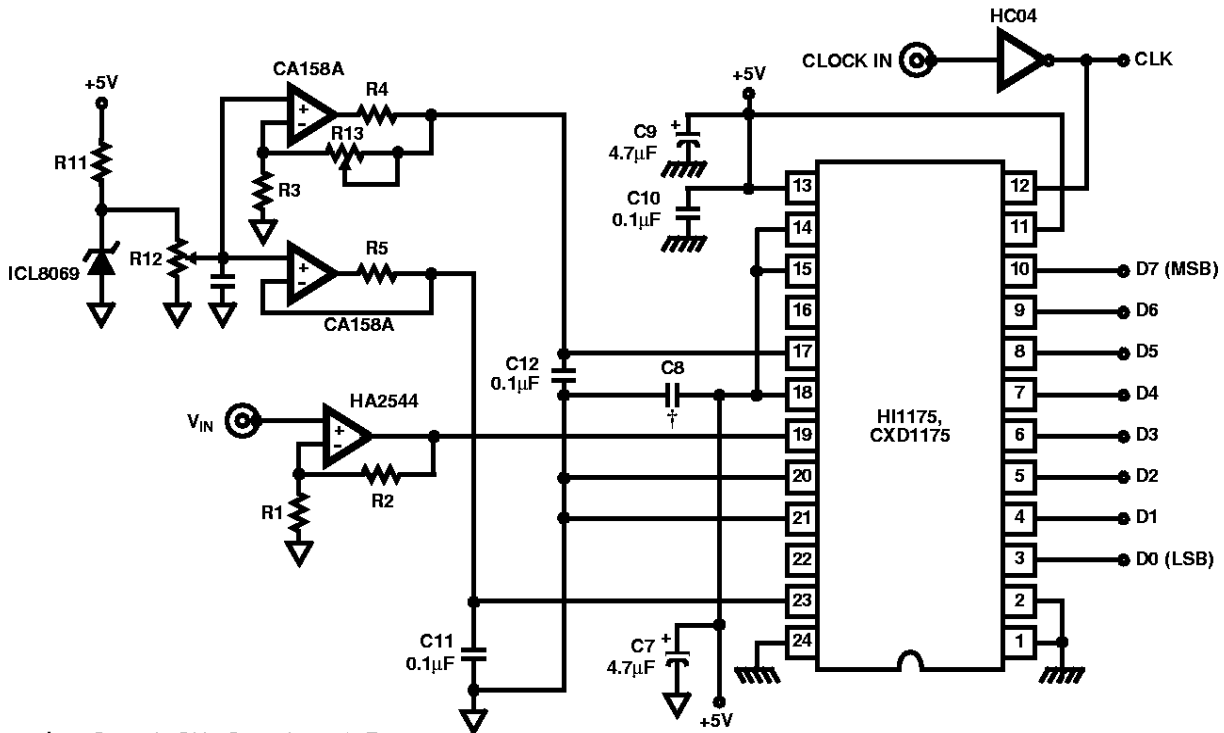 HC04
CLOCK IN
CLK
CA158A
+5V
R4
+
−
R13
R11
R3
+5V
C9
+
4.7μF
C10
0.1μF
ICL8069
R12
+
−
R5
CA158A
C12
0.1μF
C8
†
VIN
HA2544
+
−
R2
R1
C11
0.1μF
C7
+
4.7μF
+5V
HI1175,
CXD1175
13
14
15
16
17
18
19
20
21
22
23
24
12
11
10 D7 (MSB)
9 D6
8 D5
7 D4
6 D3
5 D2
4 D1
3 D0 (LSB)
2
1